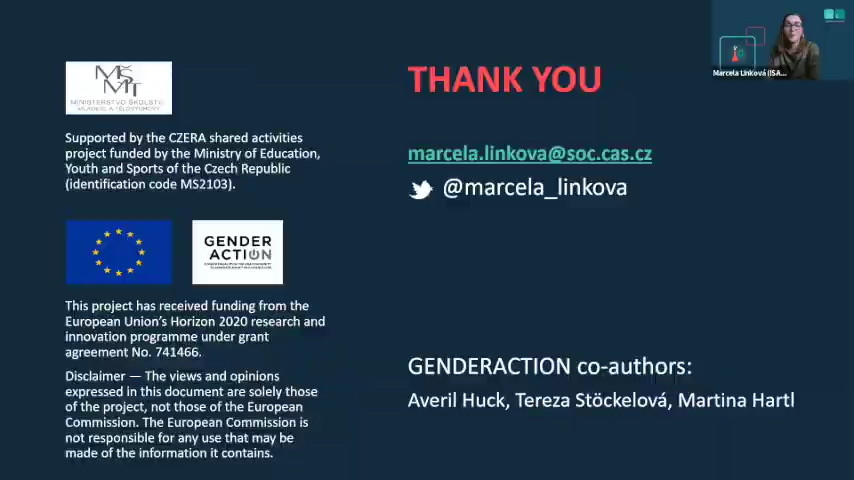 MŠ
MT
MINISTERSTVO ŠKOLSTVÍ
MLÁDEŽE A TĚLOVÝCHOVY
Supported by the CZERA shared activities
project funded by the Ministry of Education,
Youth and Sports of the Czech Republic
(identification code MS2103).
GENDER
ACTION
This project has received funding from the
European Union's Horizon 2020 research and
innovation programme under grant
agreement No. 741466.
Disclaimer — The views and opinions
expressed in this document are solely those
of the project, not those of the European
Commission. The European Commission is
not responsible for any use that may be
made of the information it contains.
THANK YOU
marcela.linkova@soc.cas.cz
@marcela_linkova
GENDERACTION co-authors:
Averil Huck, Tereza Stöckelová, Martina Hartl
Marcela Linková (ISA...